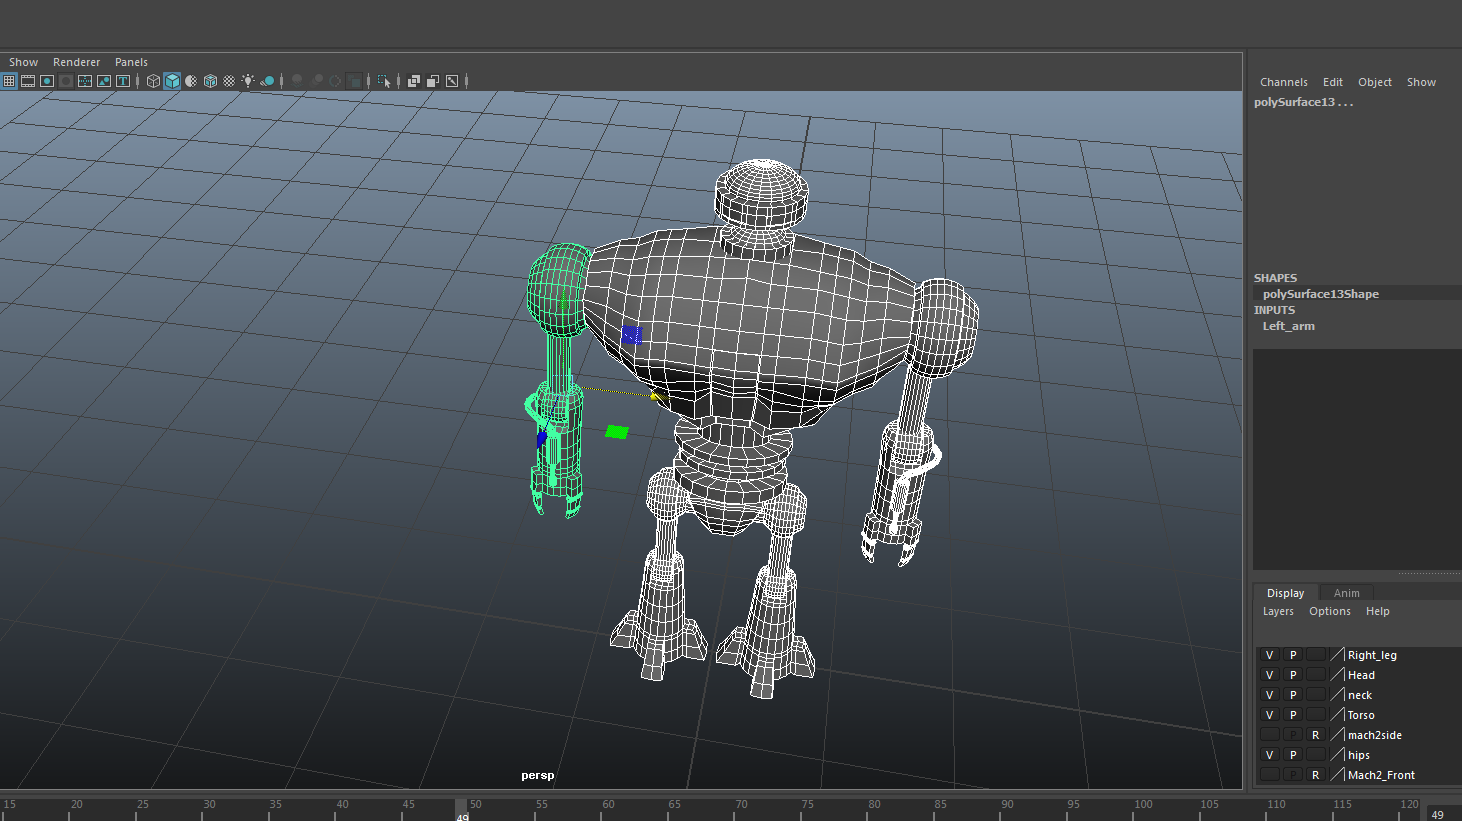 Show Renderer Panels
Channels Edit Object Show
polySurface13 . . .
SHAPES
polySurface13Shape
INPUTS
Left_arm
Display Anim
Layers Options Help
V P Right_leg
V P Head
V P neck
V P Torso
P R mach2side
V P hips
P R Mach2_Front
persp
15 20 25 30 35 40 45 50 55 60 65 70 75 80 85 90 95 100 105 110 115 120
49 49